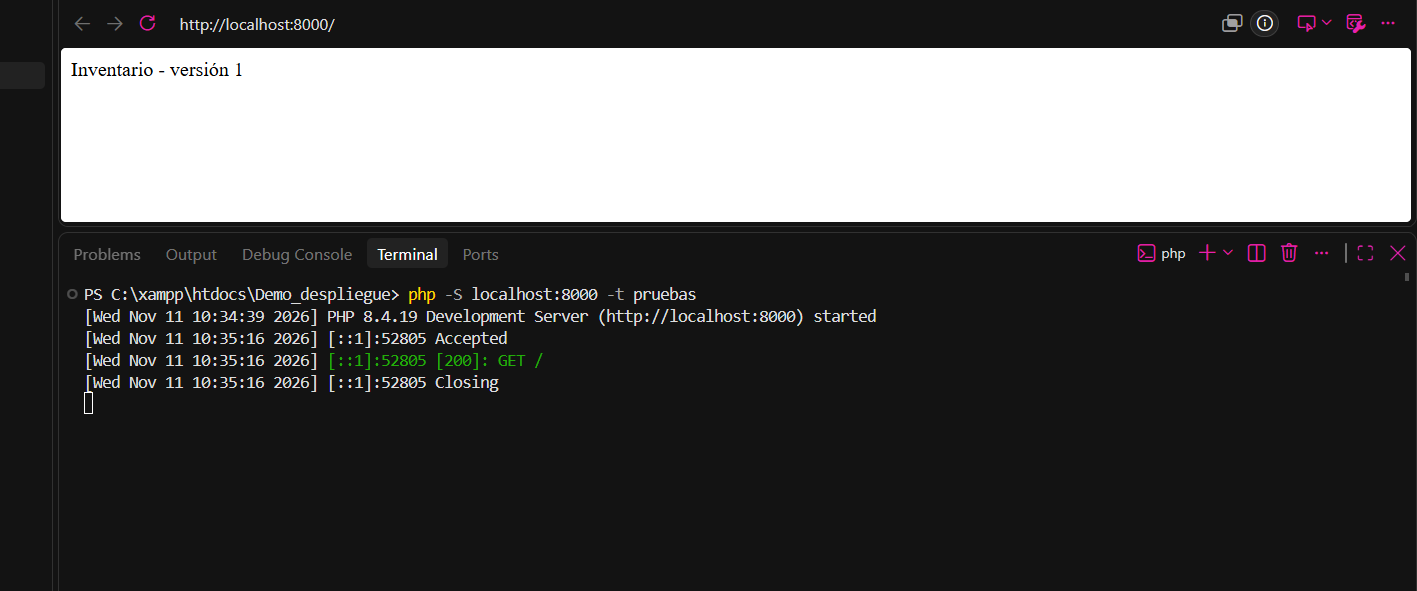 http://localhost:8000/
Inventario - versión 1
Problems Output Debug Console Terminal Ports php
PS C:\xampp\htdocs\Demo_despliegue> php -S localhost:8000 -t pruebas
[Wed Nov 11 10:34:39 2026] PHP 8.4.19 Development Server (http://localhost:8000) started
[Wed Nov 11 10:35:16 2026] [::1]:52805 Accepted
[Wed Nov 11 10:35:16 2026] [::1]:52805 [200]: GET /
[Wed Nov 11 10:35:16 2026] [::1]:52805 Closing